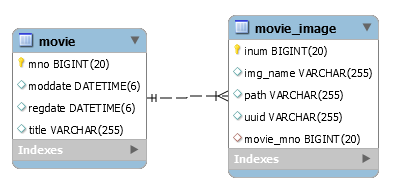 movie
mno BIGINT(20)
moddate DATETIME(6)
regdate DATETIME(6)
title VARCHAR(255)
Indexes
movie_image
inum BIGINT(20)
img_name VARCHAR(255)
path VARCHAR(255)
uuid VARCHAR(255)
movie_mno BIGINT(20)
Indexes